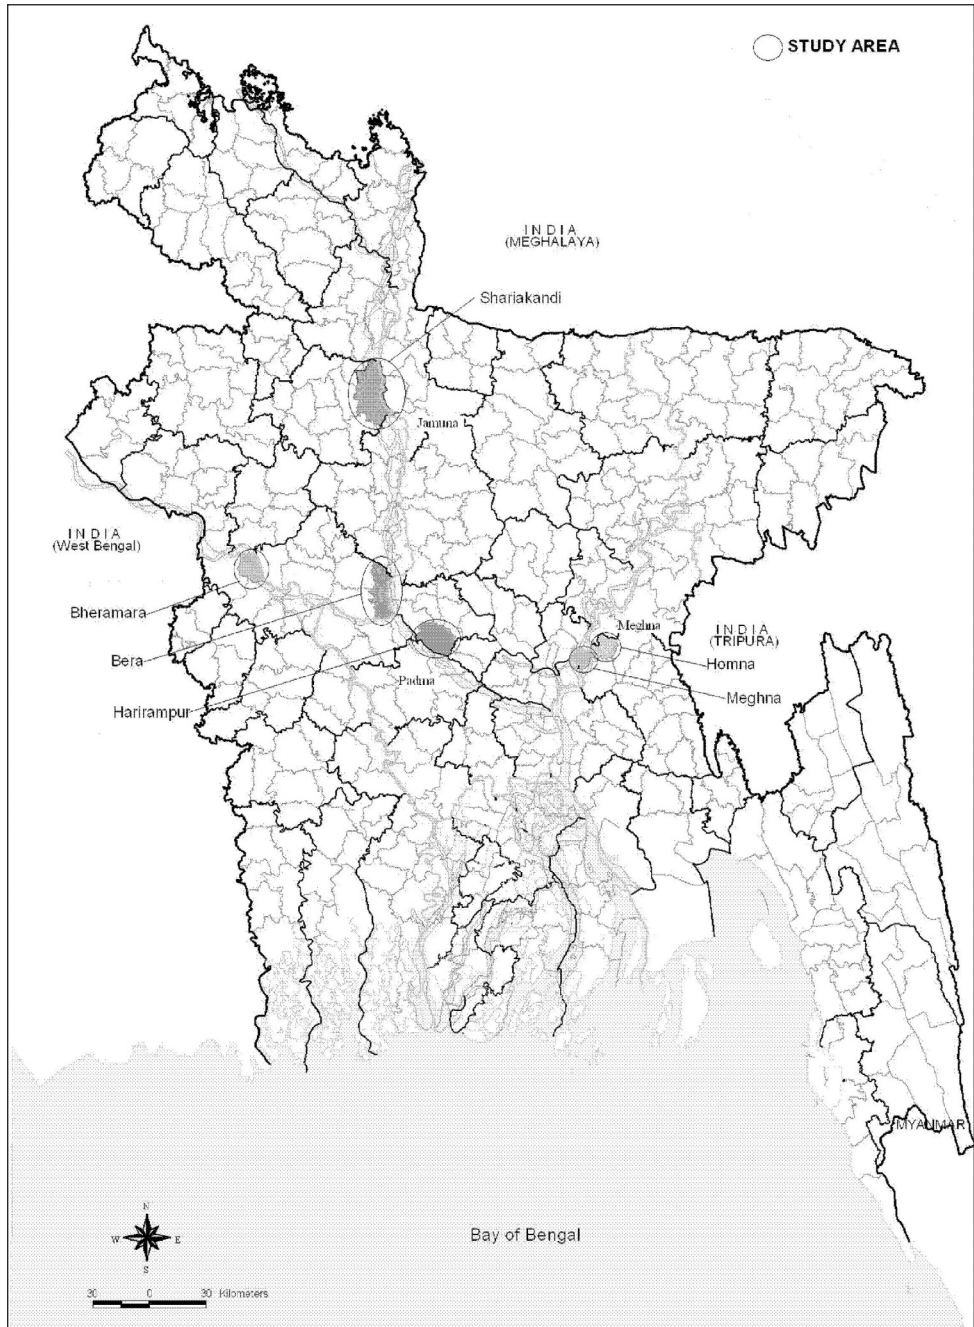 STUDY AREA
INDIA
(MEGHALAYA)
Shariakandi
Jamuna
INDIA
(West Bengal)
Bheramara
Meghna
INDIA
(TRIPURA)
Bera
Homna
Padma
Meghna
Harirampur
MYANMAR
N
W
E
S
Bay of Bengal
30 0 30 Kilometers